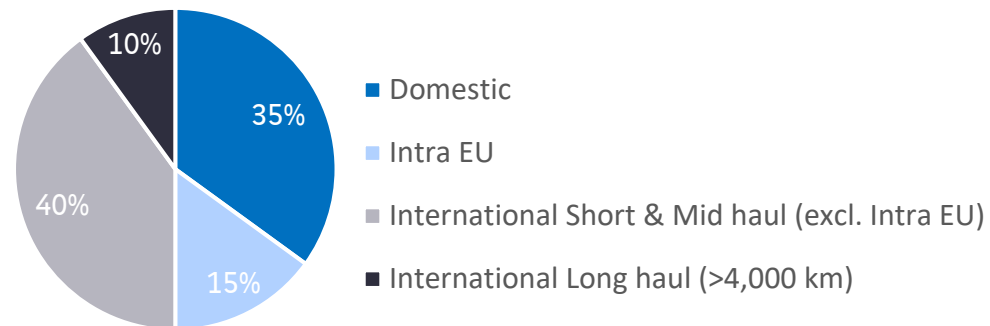 10%
35%
40%
15%
Domestic
Intra EU
International Short & Mid haul (excl. Intra EU)
International Long haul (>4,000 km)